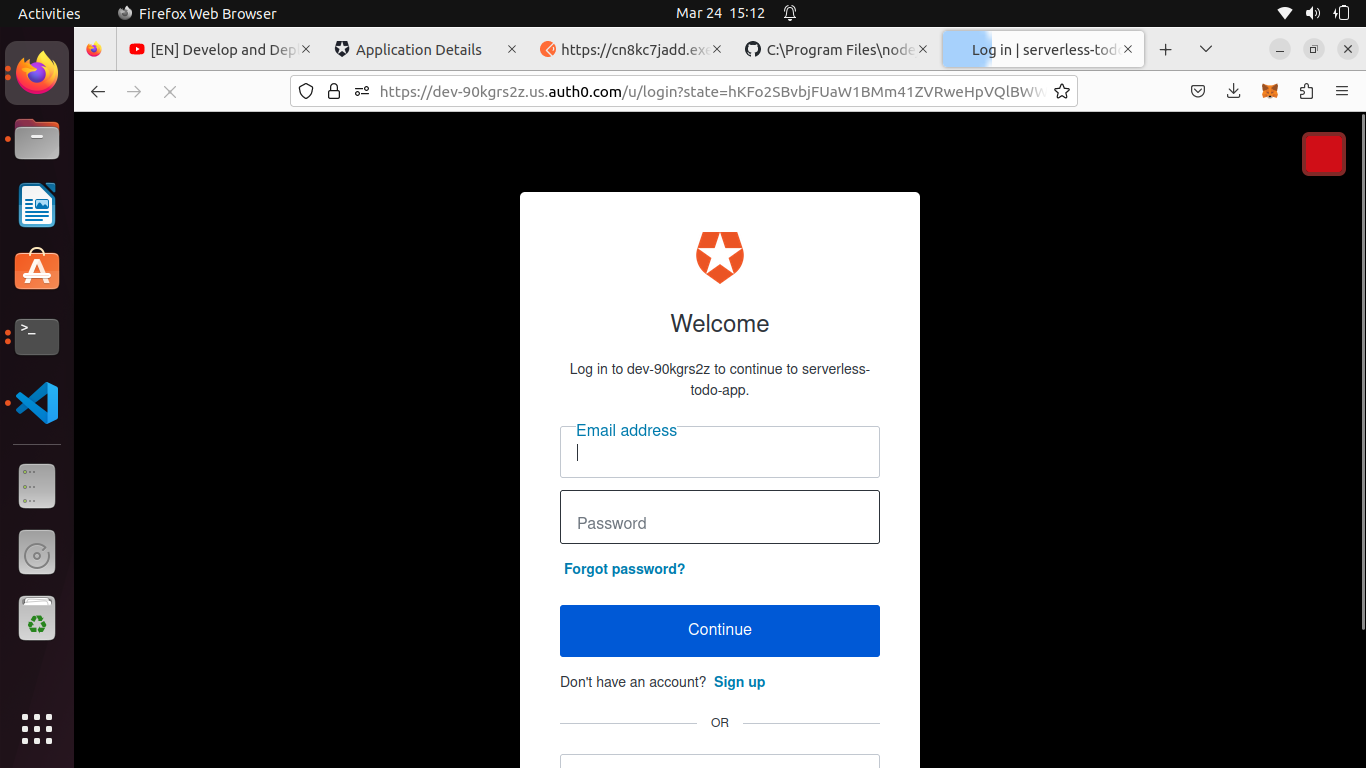 Activities
Firefox Web Browser
Mar 24 15:12
[EN] Develop and Dep
Application Details
https://cn8kc7jadd.exe
C:\Program Files\node
Log in | serverless-tod
https://dev-90kgrs2z.us.auth0.com/u/login?state=hKFo2SBvbjFUaW1BMm41ZVRweHpVQlBWW
Welcome
Log in to dev-90kgrs2z to continue to serverless-
todo-app.
Email address
Password
Forgot password?
Continue
Don't have an account? Sign up
OR